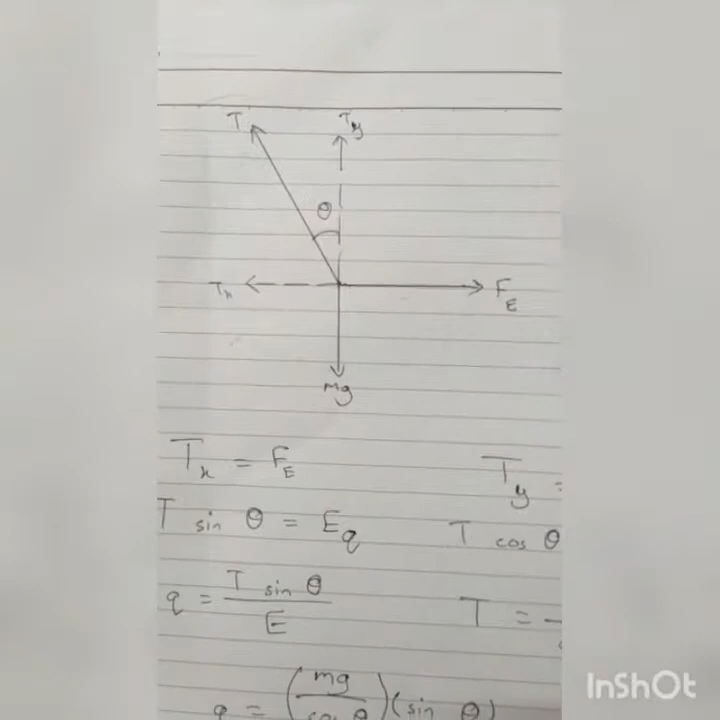 T Ty
θ
Tx FE
Mg
Tx = FE Ty =
T sin θ = Eq T cos θ
q = T sin θ / E T =
q = (mg / cos θ)(sin θ)
InShOt